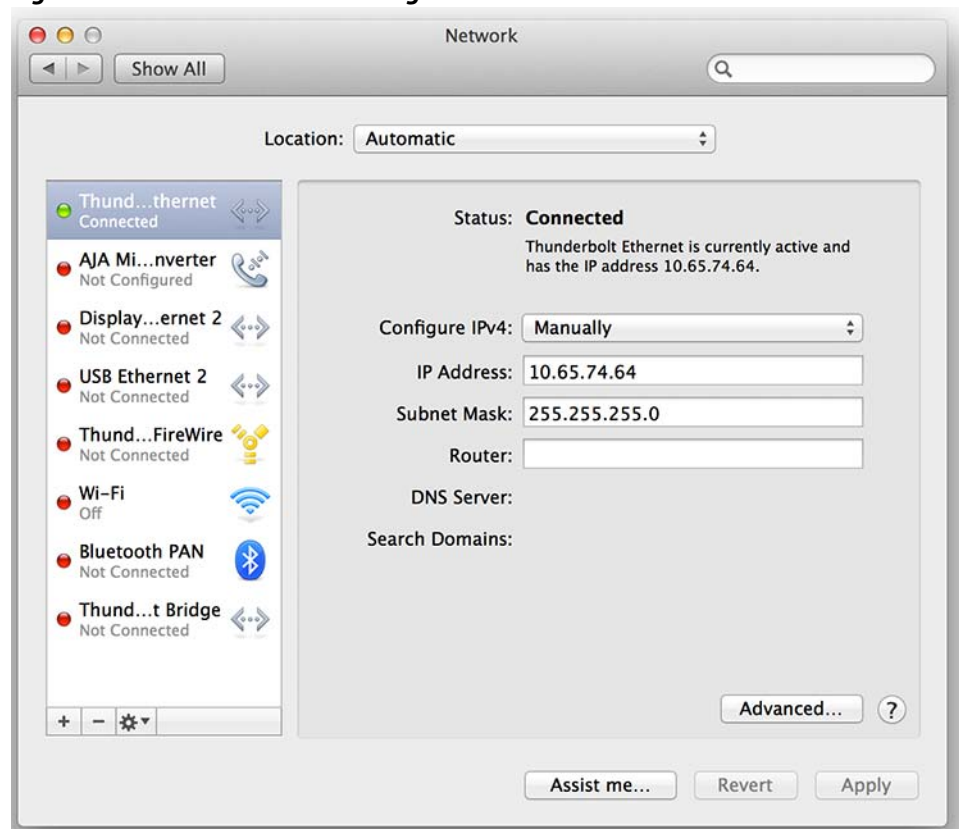 Network
Show All
Location: Automatic
Thund...thernet
Connected
AJA Mi...nverter
Not Configured
Display...ernet 2
Not Connected
USB Ethernet 2
Not Connected
Thund...FireWire
Not Connected
Wi-Fi
Off
Bluetooth PAN
Not Connected
Thund...t Bridge
Not Connected
Status: Connected
Thunderbolt Ethernet is currently active and
has the IP address 10.65.74.64.
Configure IPv4: Manually
IP Address: 10.65.74.64
Subnet Mask: 255.255.255.0
Router:
DNS Server:
Search Domains:
Advanced... ?
Assist me... Revert Apply